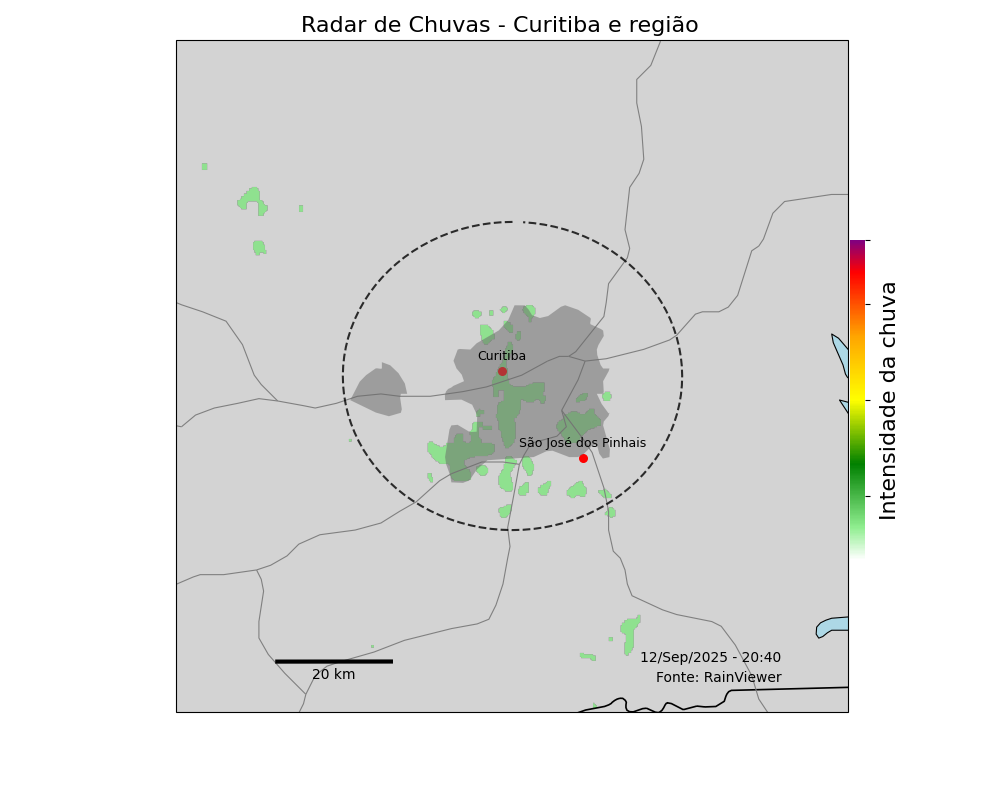 Radar de Chuvas - Curitiba e região
Curitiba
São José dos Pinhais
Intensidade da chuva
12/Sep/2025 - 20:40
20 km
Fonte: RainViewer